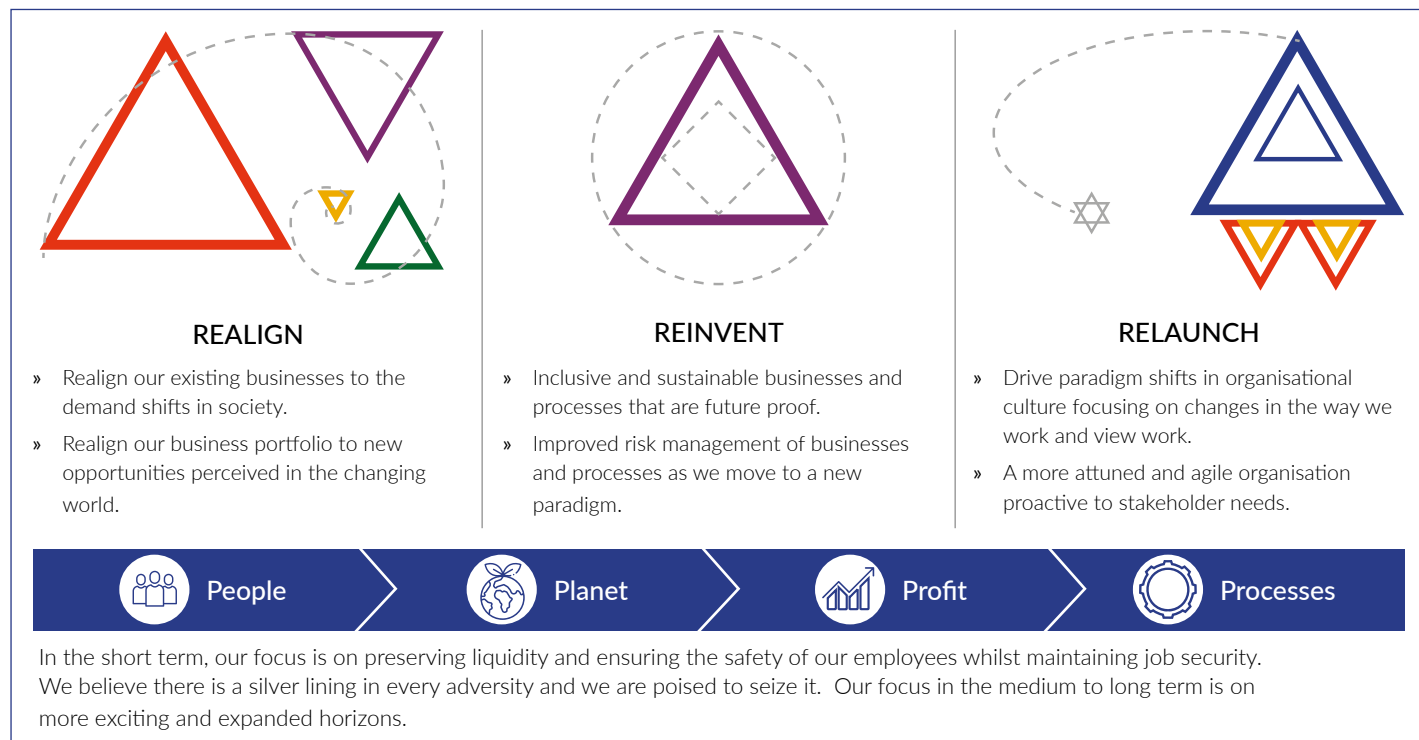 REALIGN
» Realign our existing businesses to the
demand shifts in society.
» Realign our business portfolio to new
opportunities perceived in the changing
world.
REINVENT
» Inclusive and sustainable businesses and
processes that are future proof.
» Improved risk management of businesses
and processes as we move to a new
paradigm.
RELAUNCH
» Drive paradigm shifts in organisational
culture focusing on changes in the way we
work and view work.
» A more attuned and agile organisation
proactive to stakeholder needs.
People
Planet
Profit
Processes
In the short term, our focus is on preserving liquidity and ensuring the safety of our employees whilst maintaining job security.
We believe there is a silver lining in every adversity and we are poised to seize it. Our focus in the medium to long term is on
more exciting and expanded horizons.